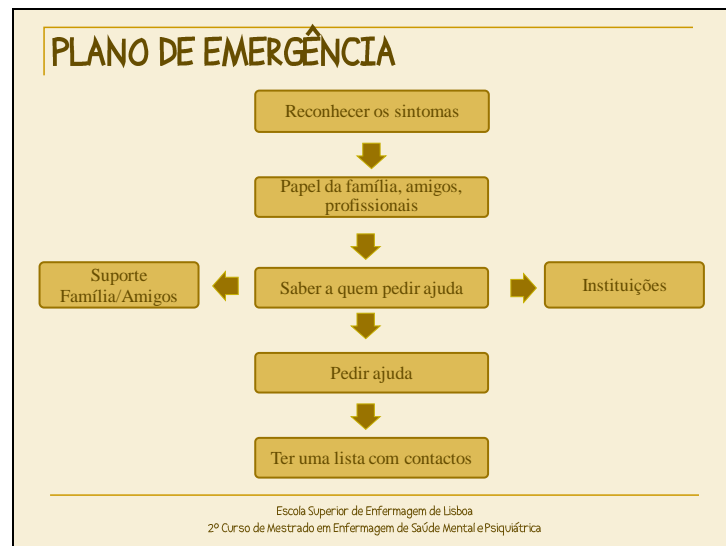 PLANO DE EMERGÊNCIA
Reconhecer os sintomas
Papel da família, amigos,
profissionais
Suporte
Família/Amigos
Saber a quem pedir ajuda
Instituições
Pedir ajuda
Ter uma lista com contactos
Escola Superior de Enfermagem de Lisboa
2º Curso de Mestrado em Enfermagem de Saúde Mental e Psiquiátrica